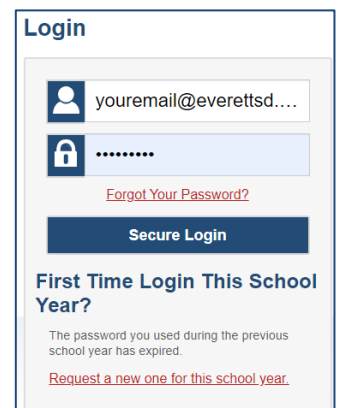 Login
youremail@everettsd....
•••••••••
Forgot Your Password?
Secure Login
First Time Login This School
Year?
The password you used during the previous
school year has expired.
Request a new one for this school year.